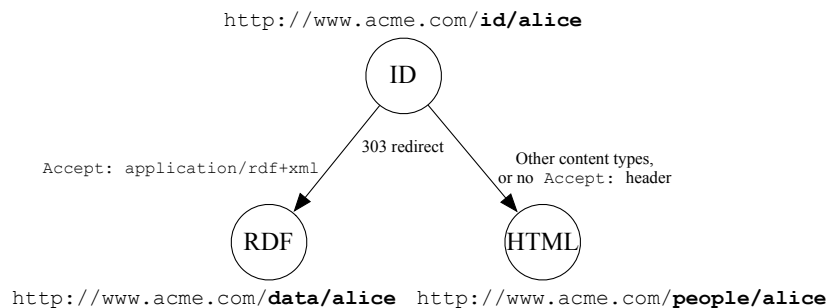 http://www.acme.com/id/alice
ID
303 redirect
Accept: application/rdf+xml
Other content types,
or no Accept: header
RDF
HTML
http://www.acme.com/data/alice
http://www.acme.com/people/alice